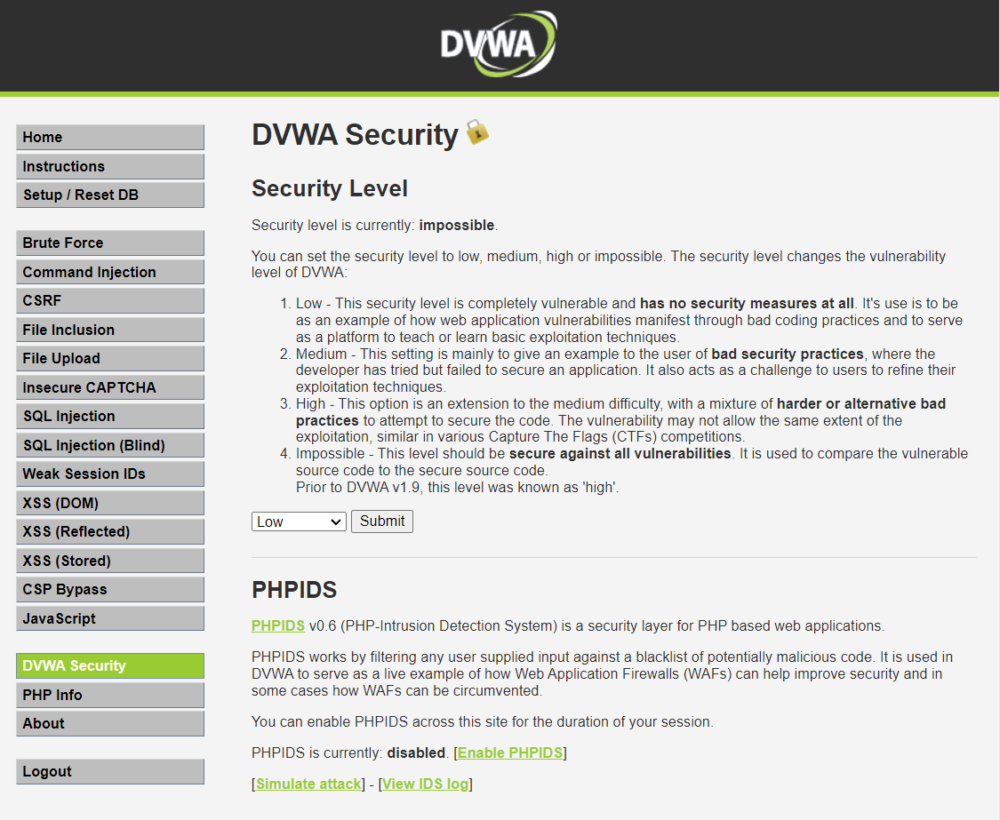 DVWA
Home
Instructions
Setup / Reset DB
Brute Force
Command Injection
CSRF
File Inclusion
File Upload
Insecure CAPTCHA
SQL Injection
SQL Injection (Blind)
Weak Session IDs
XSS (DOM)
XSS (Reflected)
XSS (Stored)
CSP Bypass
JavaScript
DVWA Security
PHP Info
About
Logout
DVWA Security
Security Level
Security level is currently: impossible.
You can set the security level to low, medium, high or impossible. The security level changes the vulnerability
level of DVWA:
1. Low - This security level is completely vulnerable and has no security measures at all. It's use is to be
as an example of how web application vulnerabilities manifest through bad coding practices and to serve
as a platform to teach or learn basic exploitation techniques.
2. Medium - This setting is mainly to give an example to the user of bad security practices, where the
developer has tried but failed to secure an application. It also acts as a challenge to users to refine their
exploitation techniques.
3. High - This option is an extension to the medium difficulty, with a mixture of harder or alternative bad
practices to attempt to secure the code. The vulnerability may not allow the same extent of the
exploitation, similar in various Capture The Flags (CTFs) competitions.
4. Impossible - This level should be secure against all vulnerabilities. It is used to compare the vulnerable
source code to the secure source code.
Prior to DVWA v1.9, this level was known as 'high'.
Low Submit
PHPIDS
PHPIDS v0.6 (PHP-Intrusion Detection System) is a security layer for PHP based web applications.
PHPIDS works by filtering any user supplied input against a blacklist of potentially malicious code. It is used in
DVWA to serve as a live example of how Web Application Firewalls (WAFs) can help improve security and in
some cases how WAFs can be circumvented.
You can enable PHPIDS across this site for the duration of your session.
PHPIDS is currently: disabled. [Enable PHPIDS]
[Simulate attack] - [View IDS log]